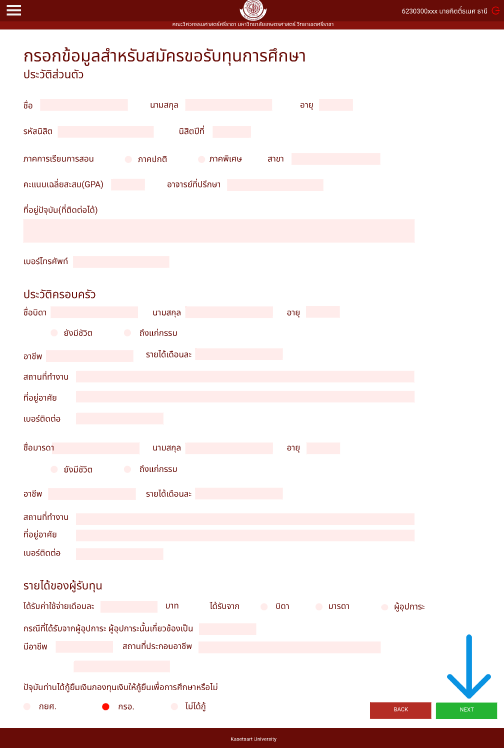 6230300xxx นายกิตติ์ธเนศ ธานี
คณะวิศวกรรมศาสตร์ศรีราชา มหาวิทยาลัยเกษตรศาสตร์ วิทยาเขตศรีราชา
กรอกข้อมูลสำหรับสมัครขอรับทุนการศึกษา
ประวัติส่วนตัว
ชื่อ นามสกุล อายุ
รหัสนิสิต นิสิตปีที่
ภาคการเรียนการสอน ภาคปกติ ภาคพิเศษ สาขา
คะแนนเฉลี่ยสะสม(GPA) อาจารย์ที่ปรึกษา
ที่อยู่ปัจุบัน(ที่ติดต่อได้)
เบอร์โทรศัพท์
ประวัติครอบครัว
ชื่อบิดา นามสกุล อายุ
ยังมีชีวิต ถึงแก่กรรม
อาชีพ รายได้เดือนละ
สถานที่ทำงาน
ที่อยู่อาศัย
เบอร์ติดต่อ
ชื่อมารดา นามสกุล อายุ
ยังมีชีวิต ถึงแก่กรรม
อาชีพ รายได้เดือนละ
สถานที่ทำงาน
ที่อยู่อาศัย
เบอร์ติดต่อ
รายได้ของผู้รับทุน
ได้รับค่าใช้จ่ายเดือนละ บาท ได้รับจาก บิดา มารดา ผู้อุปการะ
กรณีที่ได้รับจากผู้อุปการะ ผู้อุปการะนั้นเกี่ยวข้องเป็น
มีอาชีพ สถานที่ประกอบอาชีพ
ปัจุบันท่านได้กู้ยืมเงินกองทุนเงินให้กู้ยืมเพื่อการศึกษาหรือไม่
กยศ. กรอ. ไม่ได้กู้
BACK NEXT
Kasetsart University